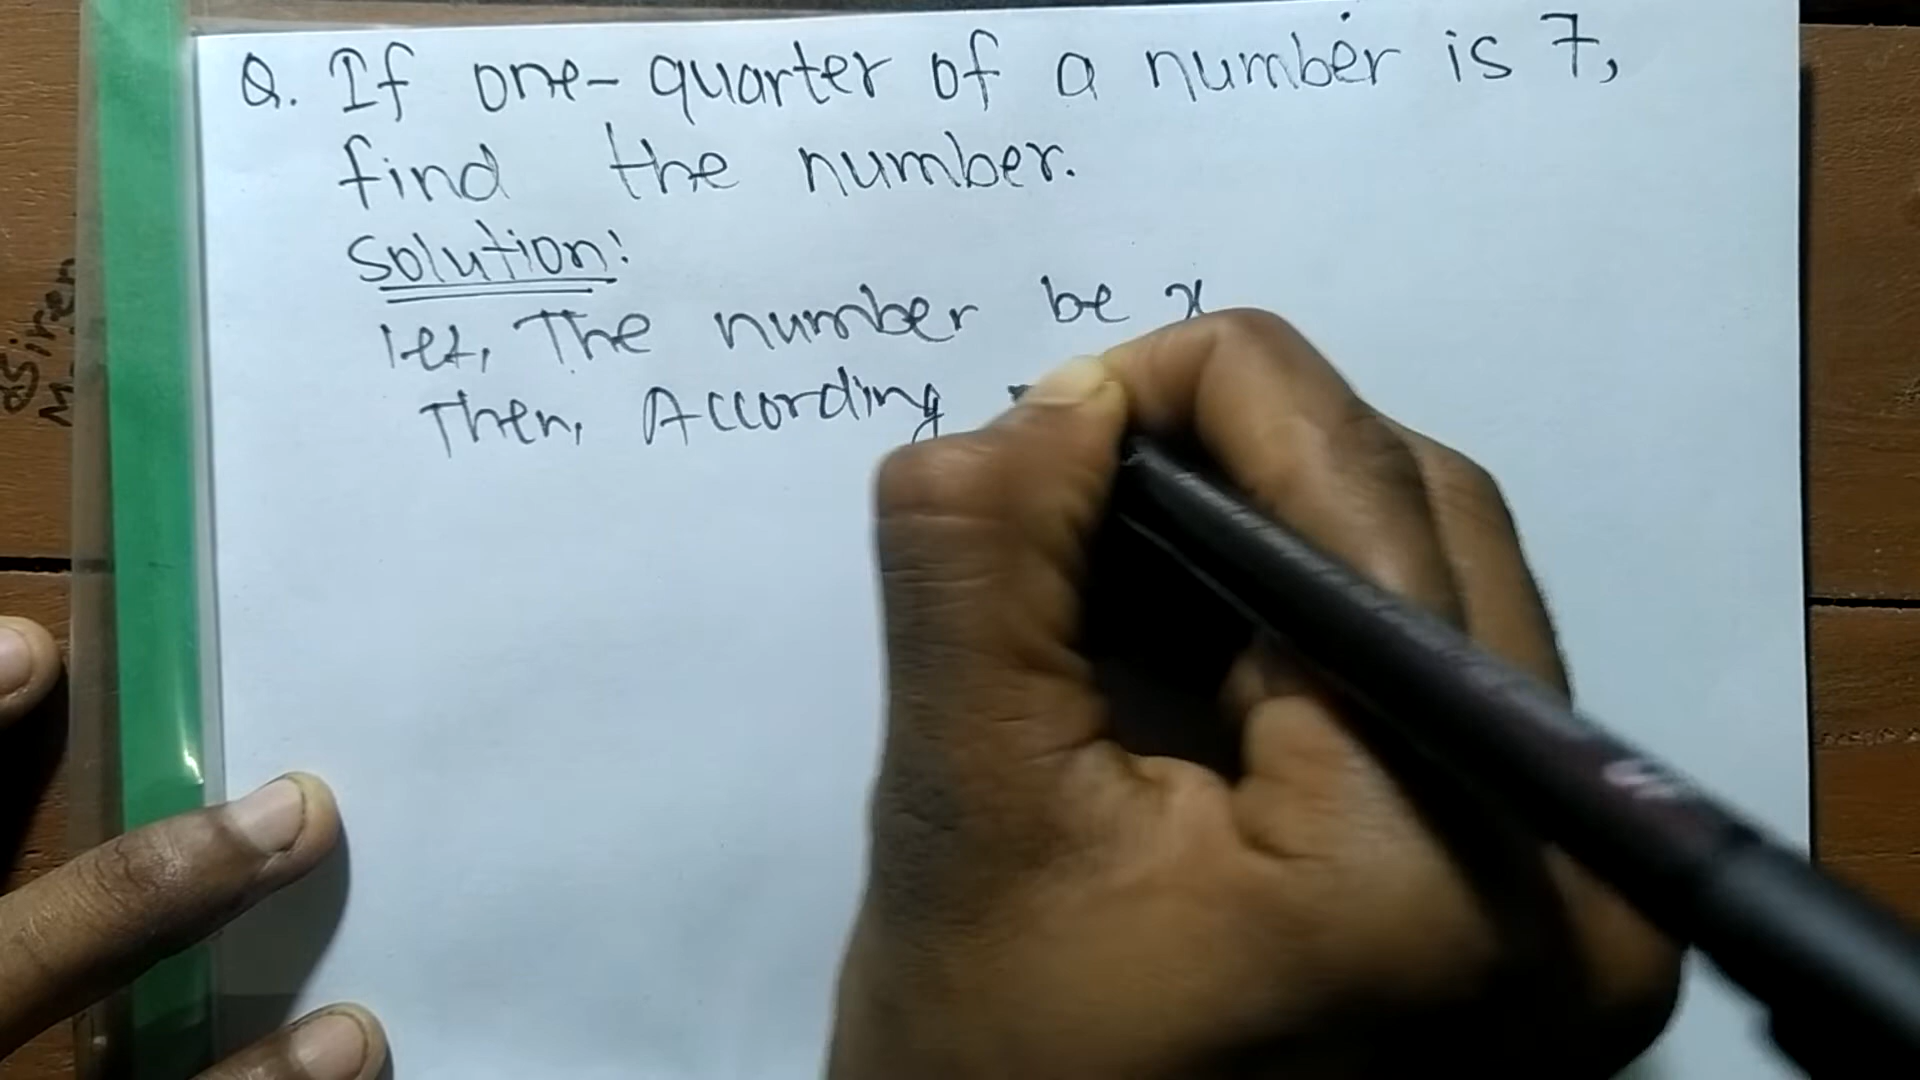 Q. If one-quarter of a number is 7,
find the number.
Solution:
let, The number be x
Then, According